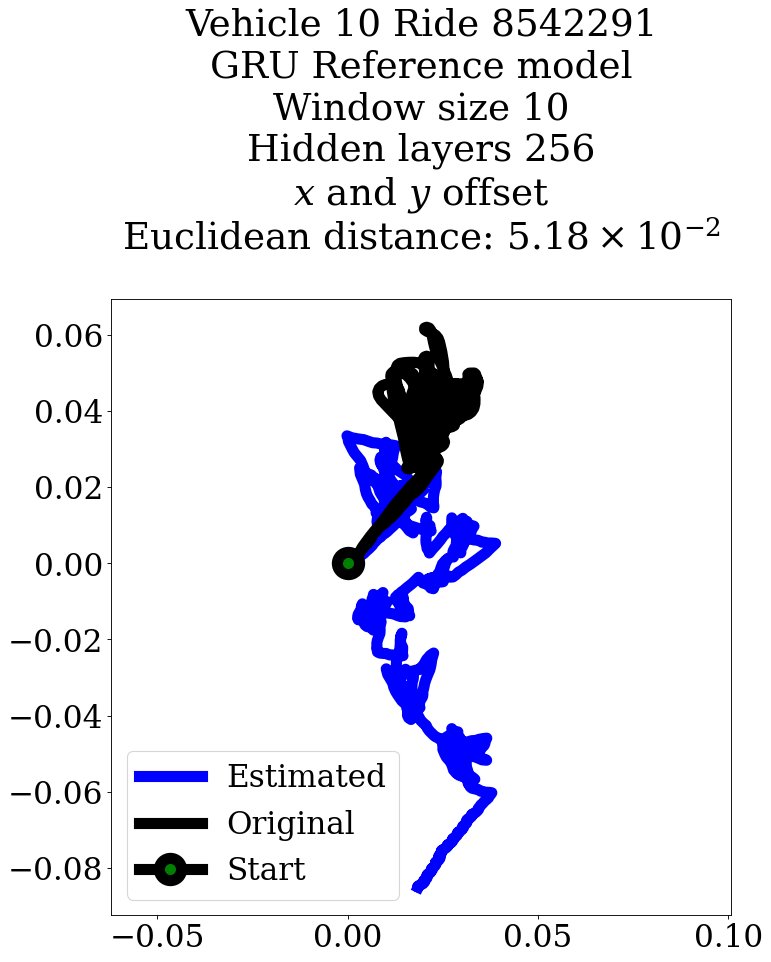 Vehicle 10 Ride 8542291
GRU Reference model
Window size 10
Hidden layers 256
x and y offset
Euclidean distance: 5.18 × 10⁻²
0.06
0.04
0.02
0.00
−0.02
−0.04
−0.06
−0.08
Estimated
Original
Start
−0.05 0.00 0.05 0.10